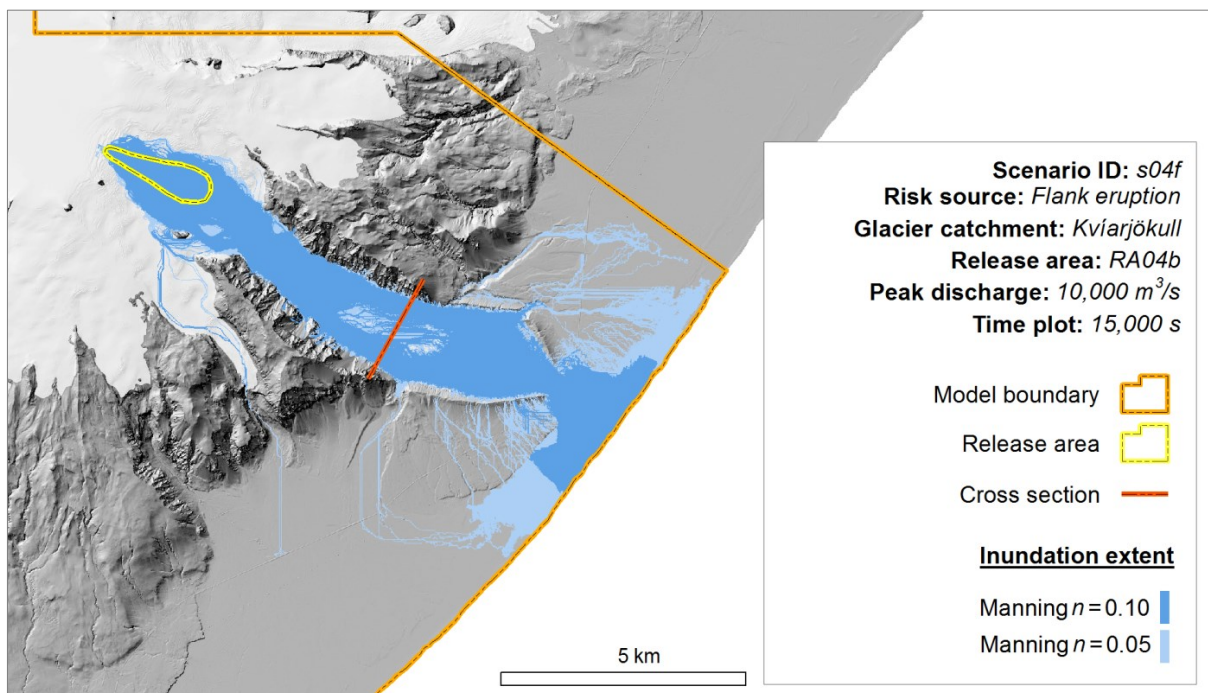 Scenario ID: s04f
Risk source: Flank eruption
Glacier catchment: Kvíarjökull
Release area: RA04b
Peak discharge: 10,000 m³/s
Time plot: 15,000 s
Model boundary
Release area
Cross section
Inundation extent
Manning n = 0.10
Manning n = 0.05
5 km